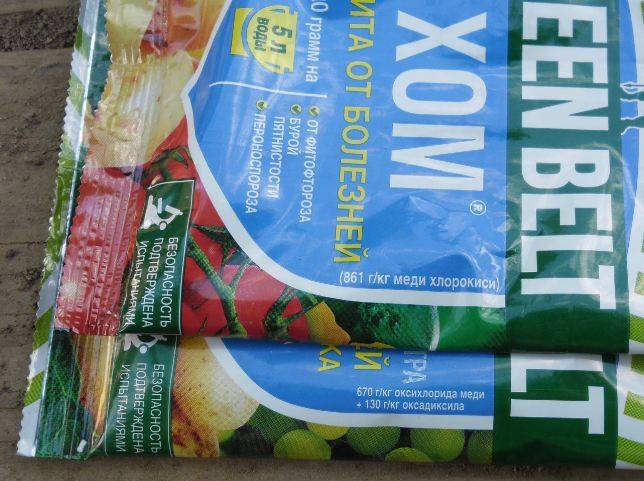 EEN BELT
ХОМ®
(861 г/кг меди хлорокиси)
ИТА ОТ БОЛЕЗНЕЙ
ОТ ФИТОФТОРОЗА
БУРОЙ
ПЯТНИСТОСТИ
ПЕРОНОСПОРОЗА
0 грамм на
5 л
ВОДЫ
БЕЗОПАСНОСТЬ
ПОДТВЕРЖДЕНА
ИСПЫТАНИЯМИ
LT
ТРА
670 г/кг оксихлорида меди
+ 130 г/кг оксадиксила
ЕЙ
КА
БЕЗОПАСНОСТЬ
ПОДТВЕРЖДЕНА
ИСПЫТАНИЯМИ